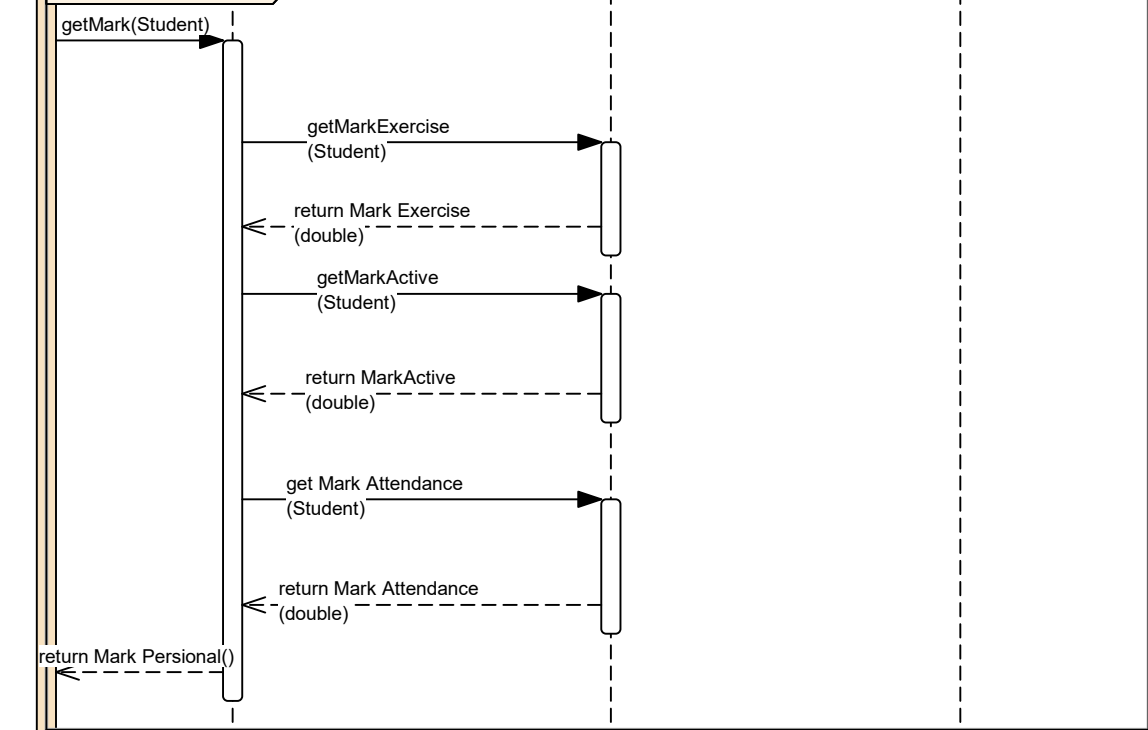 getMark(Student)
getMarkExercise
(Student)
return Mark Exercise
(double)
getMarkActive
(Student)
return MarkActive
(double)
get Mark Attendance
(Student)
return Mark Attendance
(double)
return Mark Persional()